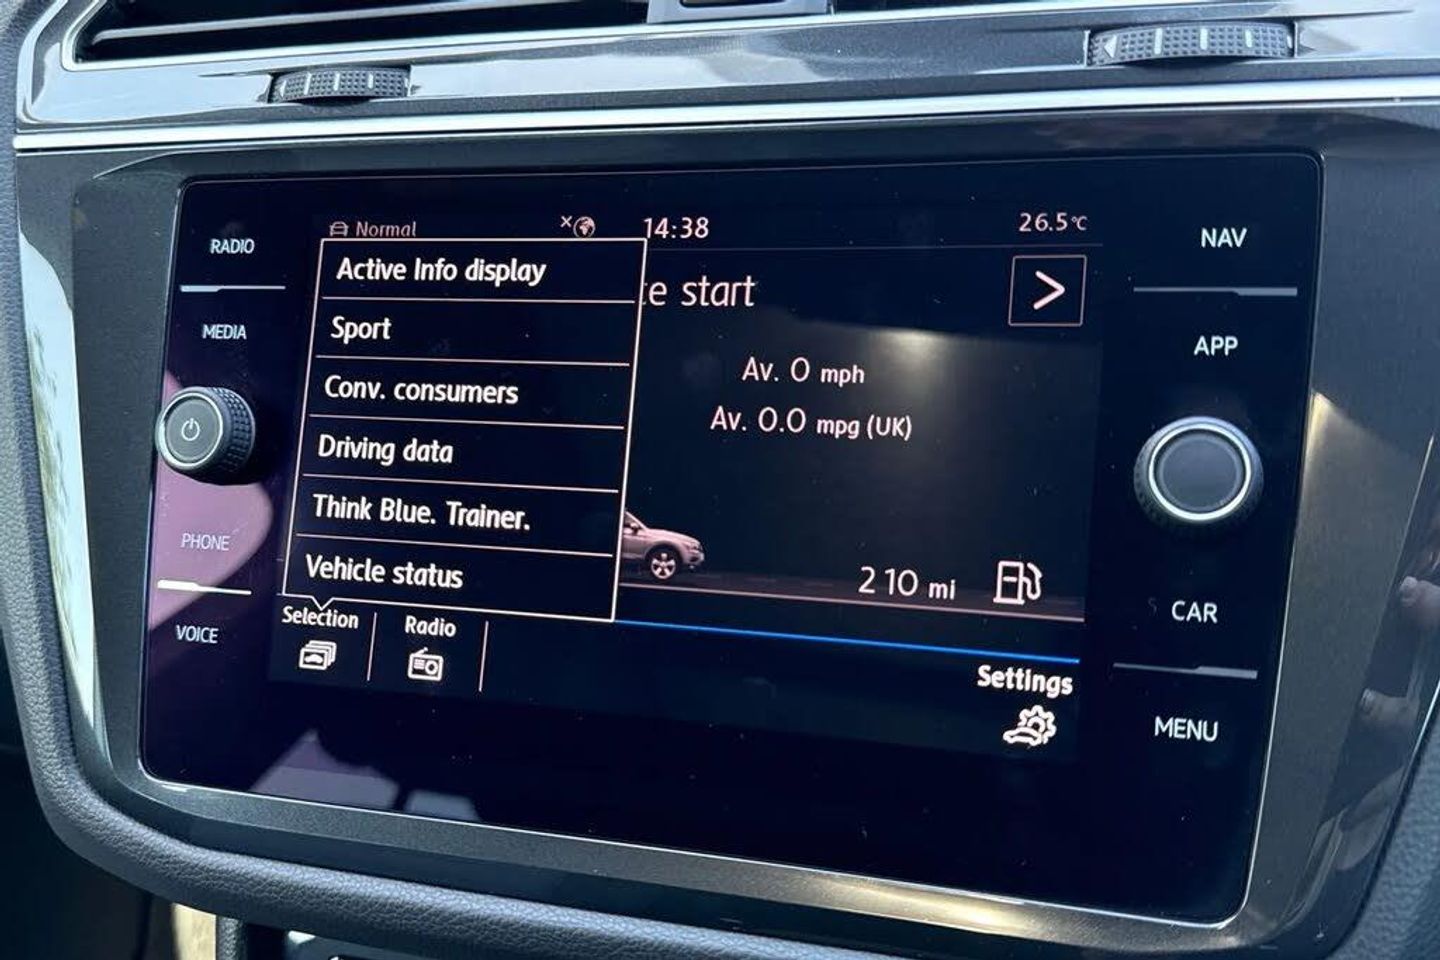 RADIO
MEDIA
PHONE
VOICE
Normal
14:38
26.5°C
Active Info display
Sport
Conv. consumers
Driving data
Think Blue. Trainer.
Vehicle status
start
Av. 0 mph
Av. 0.0 mpg (UK)
210 mi
Selection
Radio
Settings
NAV
APP
CAR
MENU